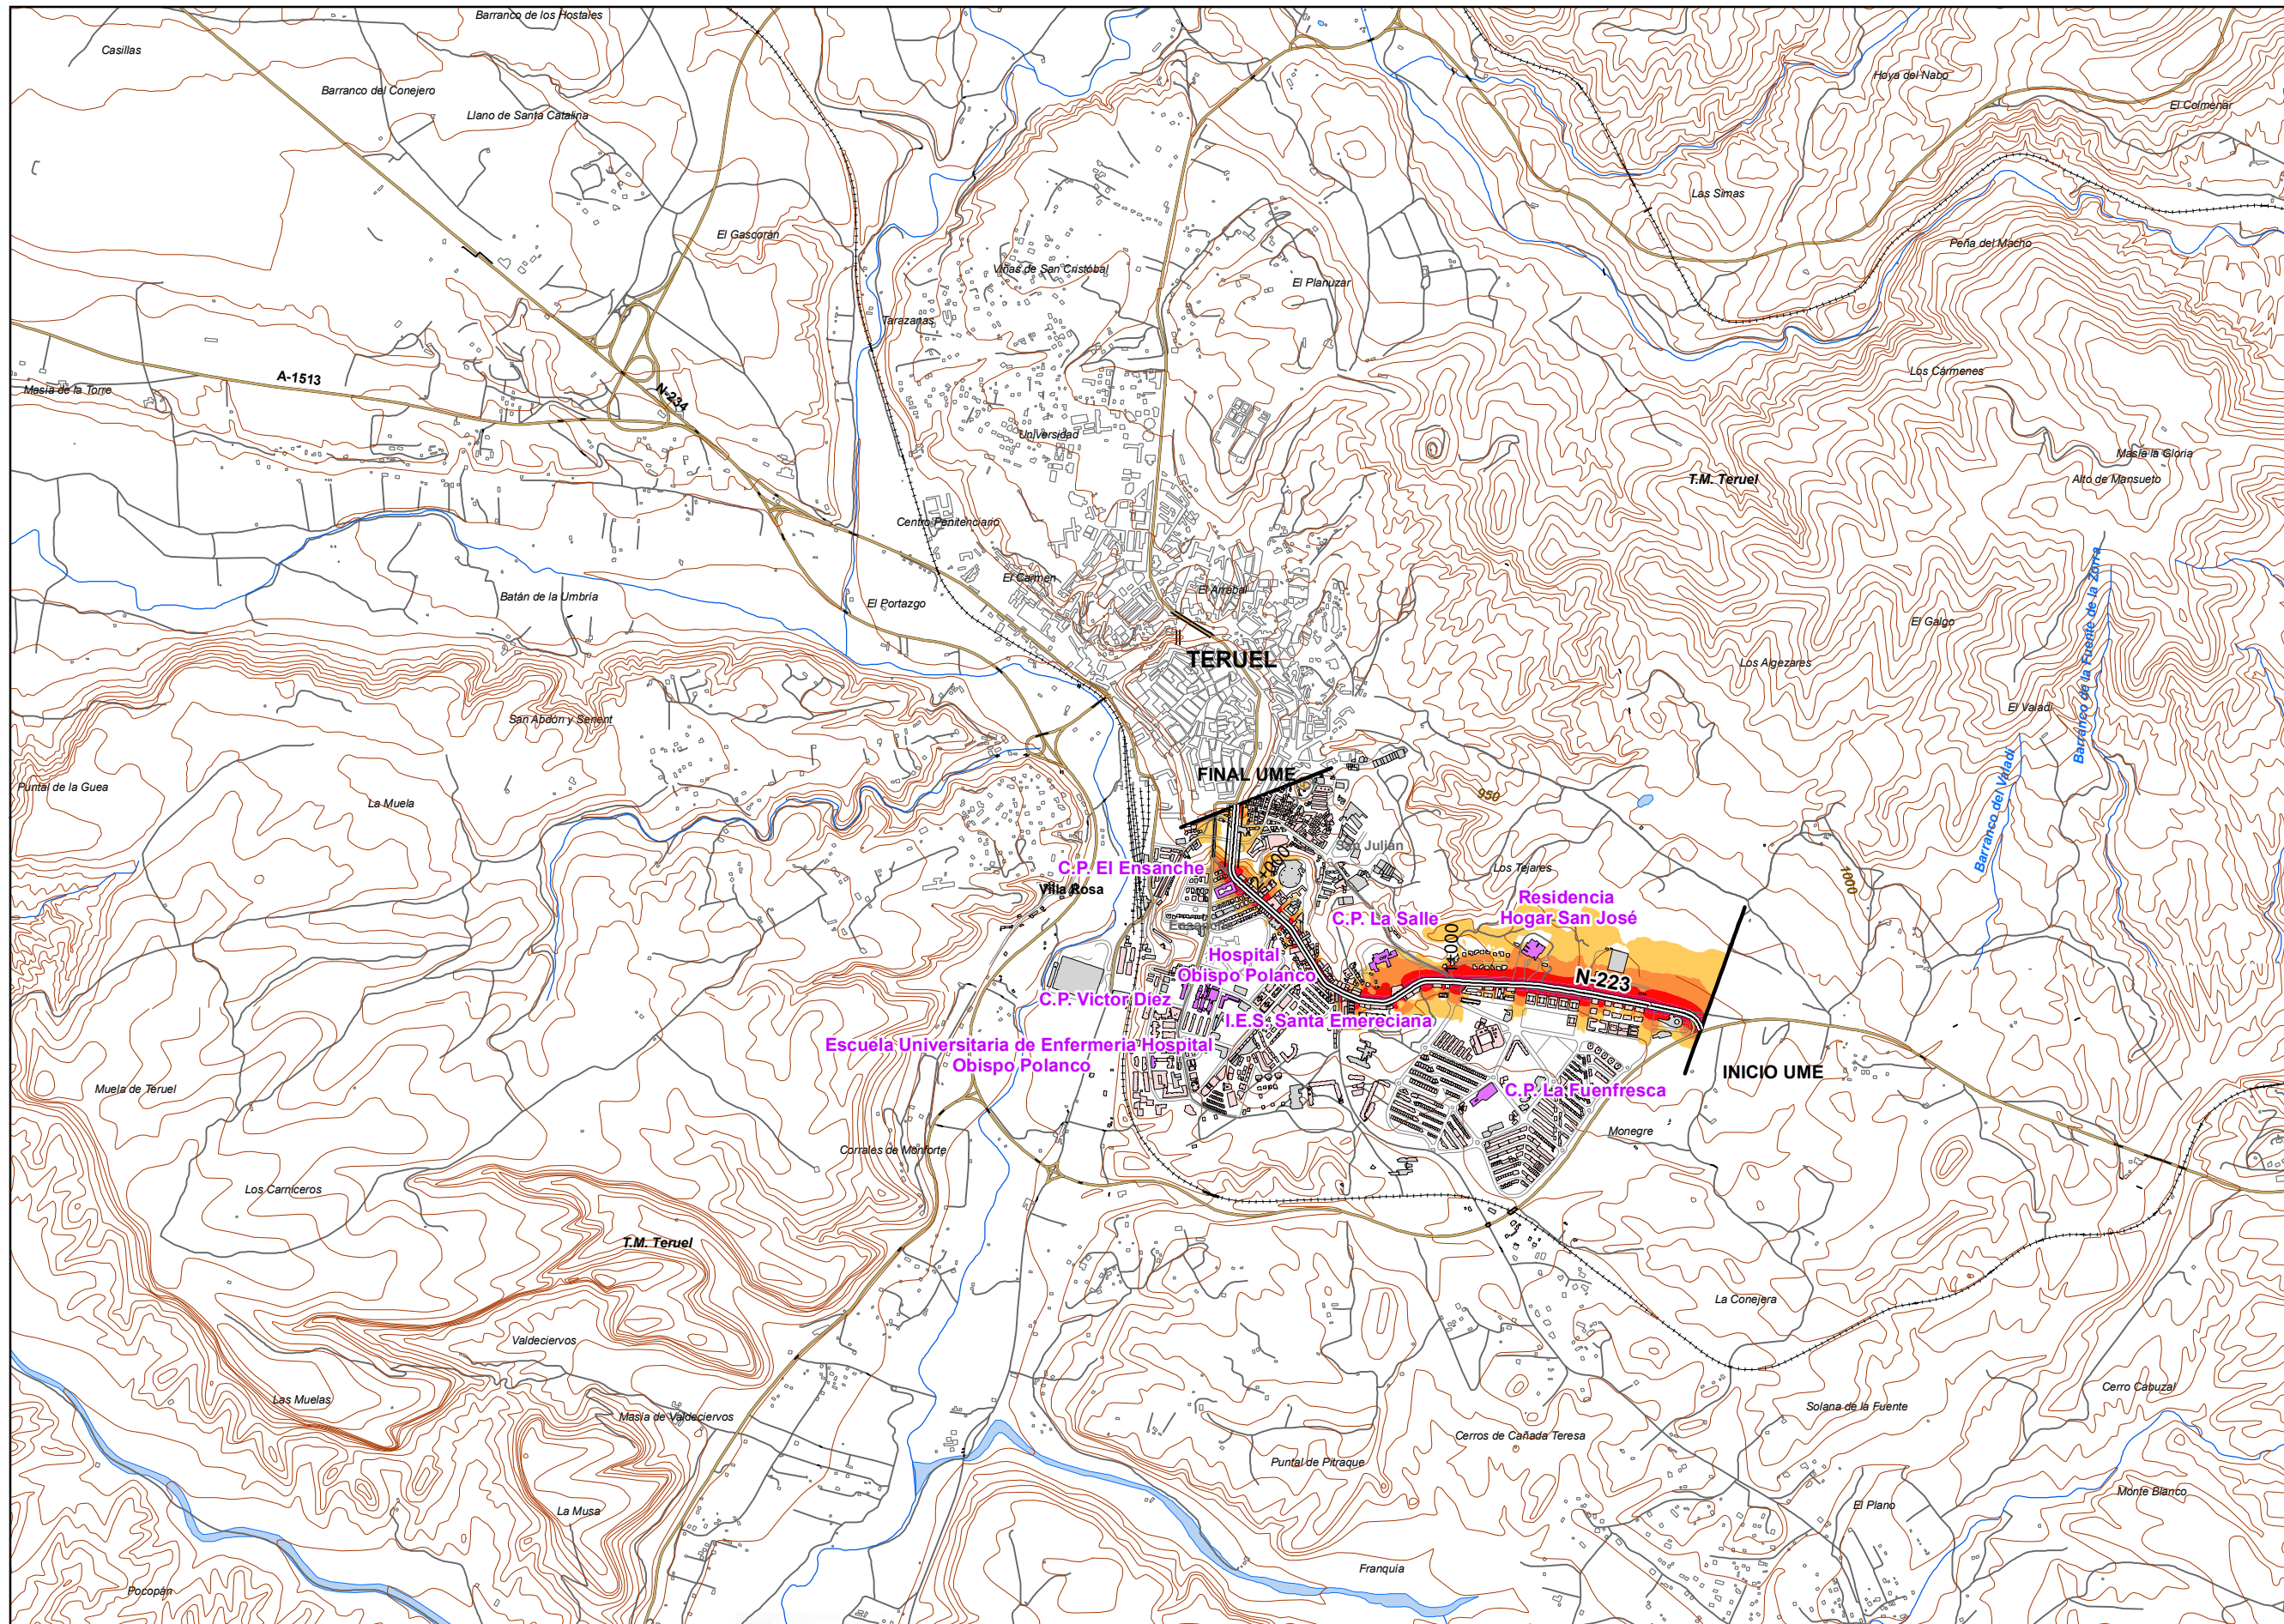 Barranco de los Hostales
Casillas
Barranco del Conejero
Llano de Santa Catalina
Hoya del Nabo
El Colmenar
Las Simas
El Gascorán
Peña del Macho
Viñas de San Cristóbal
El Planuzar
Tarazanas
A-1513
N-234
Masía de la Torre
Los Cármenes
Universidad
Masía la Gloria
T.M. Teruel
Alto de Mansueto
Centro Penitenciario
El Carmen
El Arrabal
Batán de la Umbría
El Portazgo
Barranco de la Fuente de la Zorra
El Galgo
TERUEL
Los Algezares
San Abdón y Senent
El Valadí
Barranco del Valadí
FINAL UME
Puntal de la Guea
La Muela
950
San Julián
2+000
C.P. El Ensanche
Los Tejares
1000
Villa Rosa
Residencia
Hogar San José
C.P. La Salle
Ensanche
1+000
Hospital
Obispo Polanco
N-223
C.P. Victor Diez
I.E.S. Santa Emereciana
Escuela Universitaria de Enfermeria Hospital
Obispo Polanco
INICIO UME
Muela de Teruel
C.P. La Fuenfresca
Monegre
Corrales de Monforte
Los Carniceros
T.M. Teruel
La Conejera
Valdeciervos
Las Muelas
Cerro Cabuzal
Masía de Valdeciervos
Solana de la Fuente
Cerros de Cañada Teresa
Puntal de Pitraque
Monte Blanco
La Musa
El Plano
Franquía
Pocopán